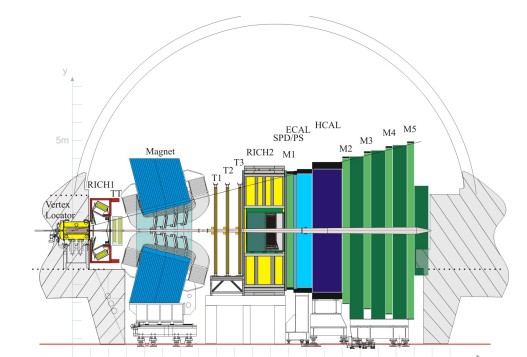 y
5m
Vertex
Locator
RICH1
TT
Magnet
T1
T2
T3
RICH2
SPD/PS
M1
ECAL
HCAL
M2
M3
M4
M5